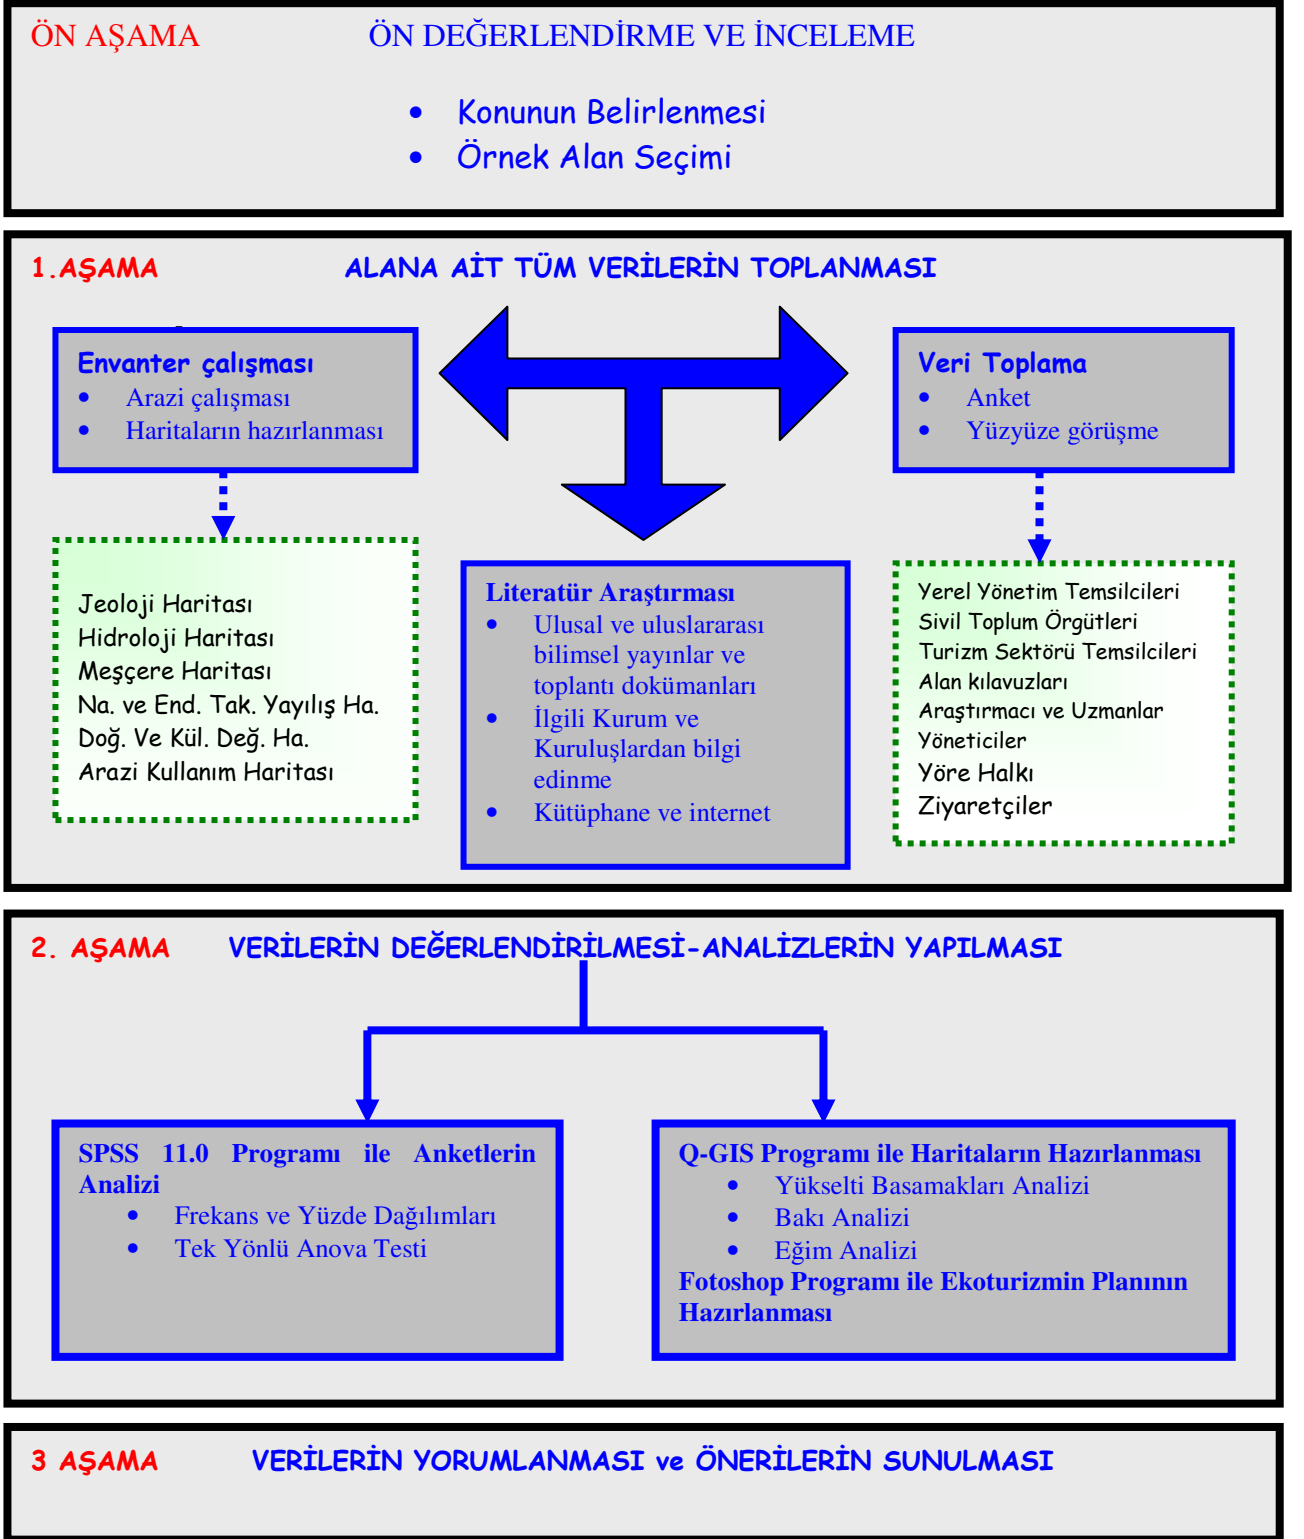 ÖN AŞAMA ÖN DEĞERLENDİRME VE İNCELEME
• Konunun Belirlenmesi
• Örnek Alan Seçimi
1.AŞAMA ALANA AİT TÜM VERİLERİN TOPLANMASI
Envanter çalışması
• Arazi çalışması
• Haritaların hazırlanması
Veri Toplama
• Anket
• Yüzyüze görüşme
Jeoloji Haritası
Hidroloji Haritası
Meşçere Haritası
Na. ve End. Tak. Yayılış Ha.
Doğ. Ve Kül. Değ. Ha.
Arazi Kullanım Haritası
Literatür Araştırması
• Ulusal ve uluslararası
bilimsel yayınlar ve
toplantı dokümanları
• İlgili Kurum ve
Kuruluşlardan bilgi
edinme
• Kütüphane ve internet
Yerel Yönetim Temsilcileri
Sivil Toplum Örgütleri
Turizm Sektörü Temsilcileri
Alan kılavuzları
Araştırmacı ve Uzmanlar
Yöneticiler
Yöre Halkı
Ziyaretçiler
2. AŞAMA VERİLERİN DEĞERLENDİRİLMESİ-ANALİZLERİN YAPILMASI
SPSS 11.0 Programı ile Anketlerin
Analizi
• Frekans ve Yüzde Dağılımları
• Tek Yönlü Anova Testi
Q-GIS Programı ile Haritaların Hazırlanması
• Yükselti Basamakları Analizi
• Bakı Analizi
• Eğim Analizi
Fotoshop Programı ile Ekoturizmin Planının
Hazırlanması
3 AŞAMA VERİLERİN YORUMLANMASI ve ÖNERİLERİN SUNULMASI